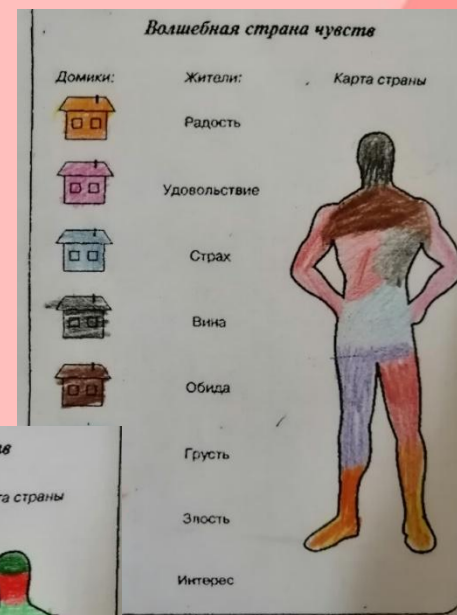 Волшебная страна чувств
Домики: Жители: Карта страны
Радость
Удовольствие
Страх
Вина
Обида
Грусть
Злость
Интерес